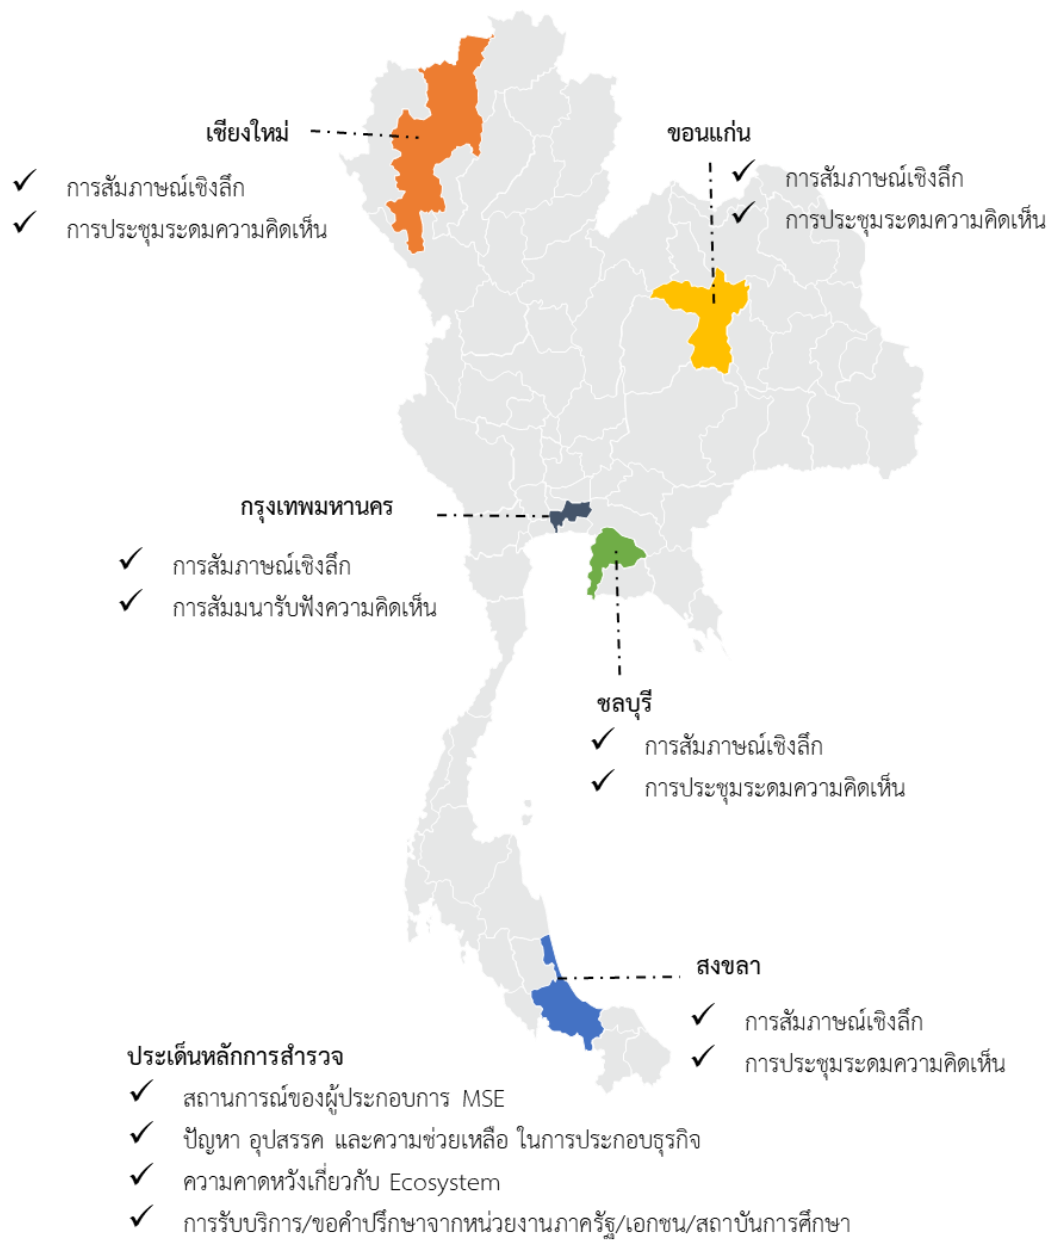 เชียงใหม่
การสัมภาษณ์เชิงลึก
การประชุมระดมความคิดเห็น
ขอนแก่น
การสัมภาษณ์เชิงลึก
การประชุมระดมความคิดเห็น
กรุงเทพมหานคร
การสัมภาษณ์เชิงลึก
การสัมมนารับฟังความคิดเห็น
ชลบุรี
การสัมภาษณ์เชิงลึก
การประชุมระดมความคิดเห็น
สงขลา
การสัมภาษณ์เชิงลึก
การประชุมระดมความคิดเห็น
ประเด็นหลักการสำรวจ
สถานการณ์ของผู้ประกอบการ MSE
ปัญหา อุปสรรค และความช่วยเหลือ ในการประกอบธุรกิจ
ความคาดหวังเกี่ยวกับ Ecosystem
การรับบริการ/ขอคำปรึกษาจากหน่วยงานภาครัฐ/เอกชน/สถาบันการศึกษา